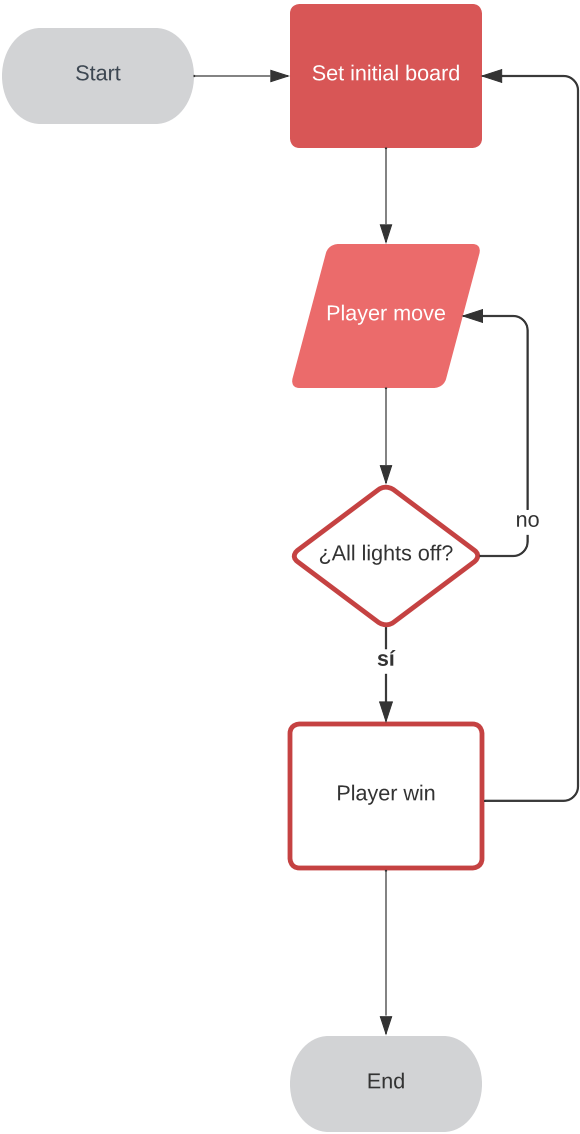 Start
Set initial board
Player move
¿All lights off?
no
sí
Player win
End